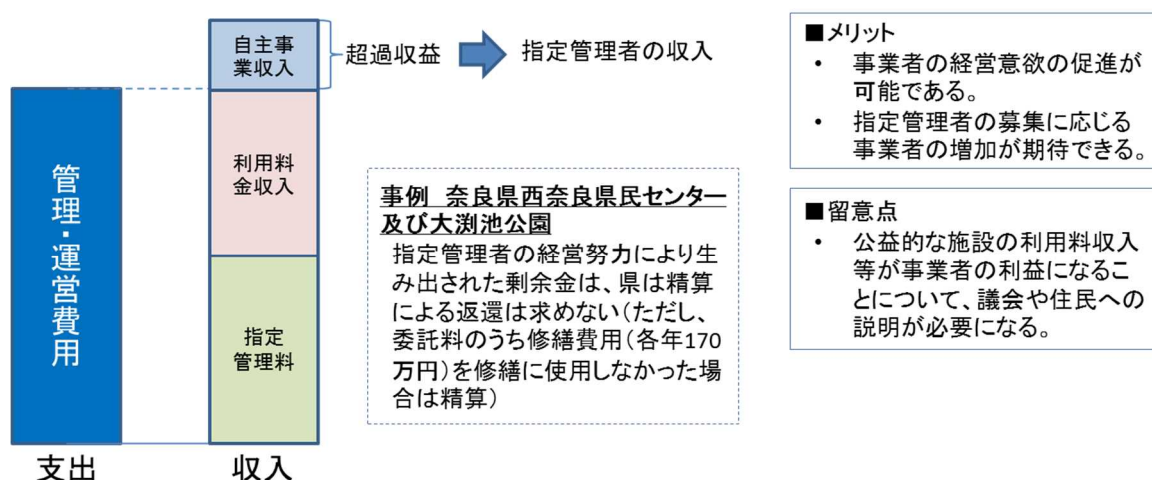 自主事
業収入
超過収益
指定管理者の収入
利用料
金収入
指定
管理料
管理・運営費用
支出
収入
事例 奈良県西奈良県民センター
及び大渕池公園
指定管理者の経営努力により生
み出された剰余金は、県は精算
による返還は求めない(ただし、
委託料のうち修繕費用(各年170
万円)を修繕に使用しなかった場
合は精算)
■メリット
• 事業者の経営意欲の促進が
可能である。
• 指定管理者の募集に応じる
事業者の増加が期待できる。
■留意点
• 公益的な施設の利用料収入
等が事業者の利益になるこ
とについて、議会や住民への
説明が必要になる。